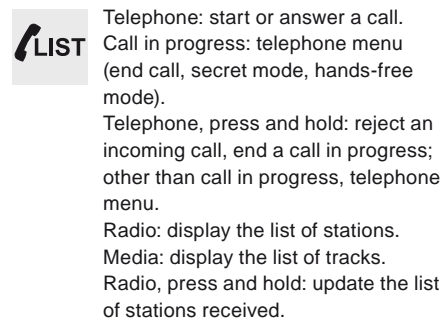 LIST
Telephone: start or answer a call.
Call in progress: telephone menu
(end call, secret mode, hands-free
mode).
Telephone, press and hold: reject an
incoming call, end a call in progress;
other than call in progress, telephone
menu.
Radio: display the list of stations.
Media: display the list of tracks.
Radio, press and hold: update the list
of stations received.